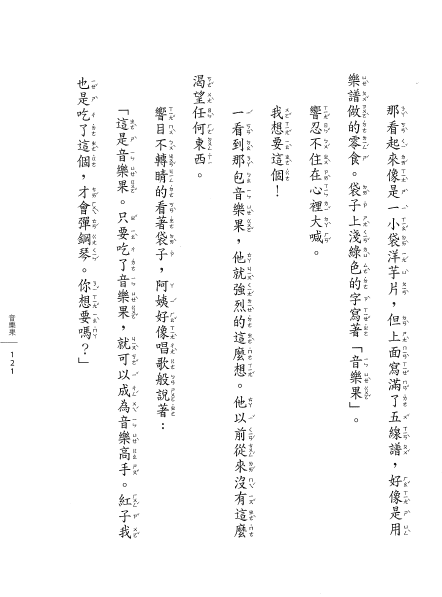 那看起來像是一小袋洋芋片，但上面寫滿了五線譜，好像是用
樂譜做的零食。袋子上淺綠色的字寫著「音樂果」。
響忍不住在心裡大喊。
我想要這個！
一看到那包音樂果，他就強烈的這麼想。他以前從來沒有這麼
渴望任何東西。
響目不轉睛的看著袋子，阿姨好像唱歌般說著：
「這是音樂果。只要吃了音樂果，就可以成為音樂高手。紅子我
也是吃了這個，才會彈鋼琴。你想要嗎？」
音樂果
121